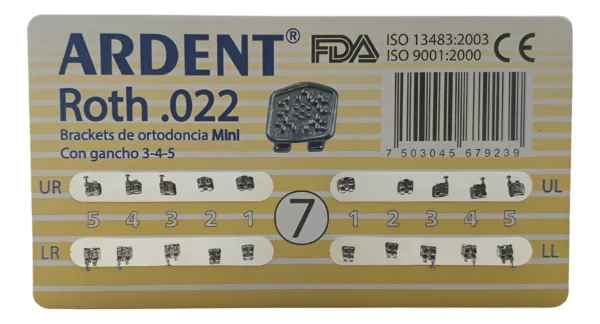 ARDENT®
FDA
ISO 13483:2003
ISO 9001:2000
CE
Roth .022
Brackets de ortodoncia Mini
Con gancho 3-4-5
7 503045 679239
UR
UL
5 4 3 2 1
7
1 2 3 4 5
LR
LL